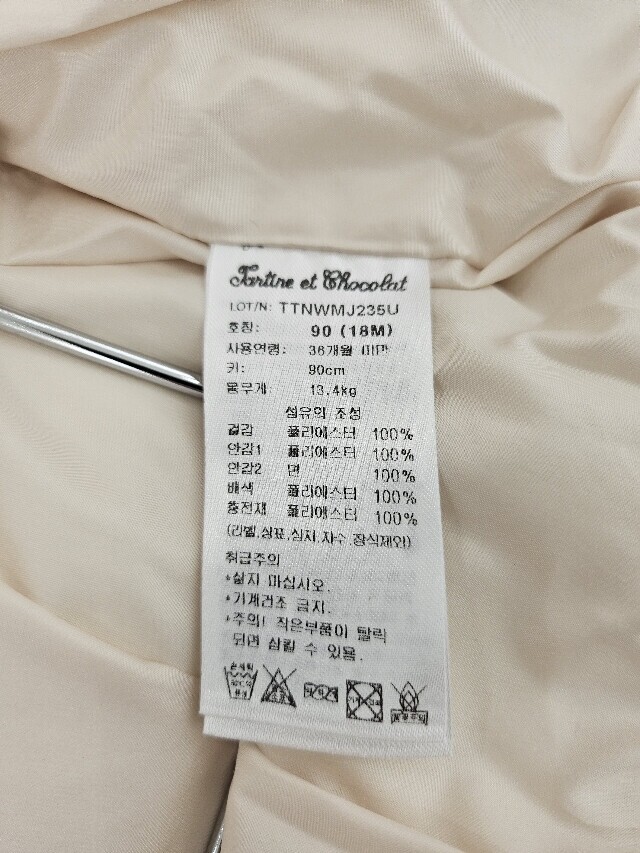 Tartine et Chocolat
LOT/N: TTNWMJ235U
호칭: 90 (18M)
사용연령: 36개월 미만
키: 90cm
몸무게: 13.4kg
섬유의 조성
겉감 폴리에스터 100%
안감1 폴리에스터 100%
안감2 면 100%
배색 폴리에스터 100%
충전재 폴리에스터 100%
(라벨,상표,심지,자수,장식제외)
취급주의
*삶지 마십시오.
*기계건조 금지.
*주의! 작은부품이 탈락
되면 삼킬 수 있음.
손세탁